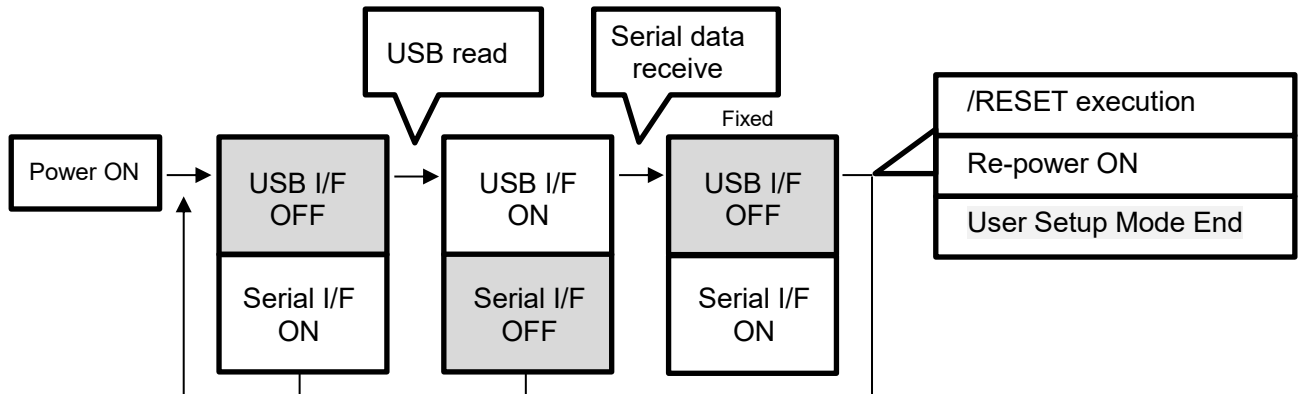 USB read
Serial data
receive
/RESET execution
Fixed
Power ON
Re-power ON
USB I/F
OFF
USB I/F
ON
USB I/F
OFF
User Setup Mode End
Serial I/F
ON
Serial I/F
OFF
Serial I/F
ON